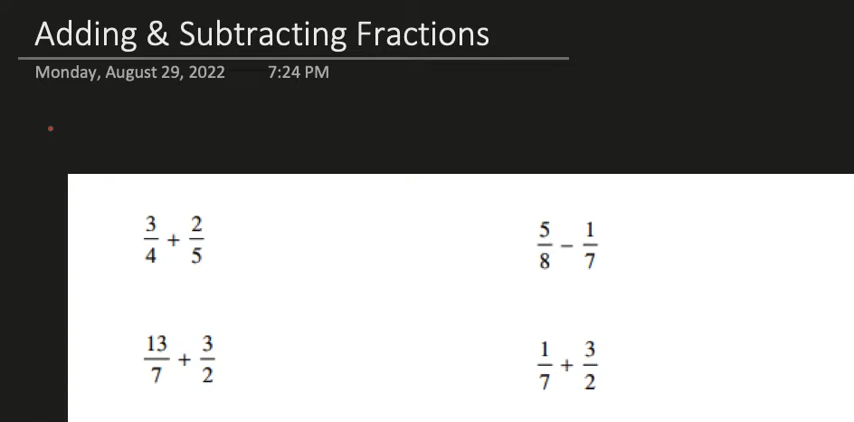 Adding & Subtracting Fractions
Monday, August 29, 2022 7:24 PM
3/4 + 2/5
5/8 − 1/7
13/7 + 3/2
1/7 + 3/2